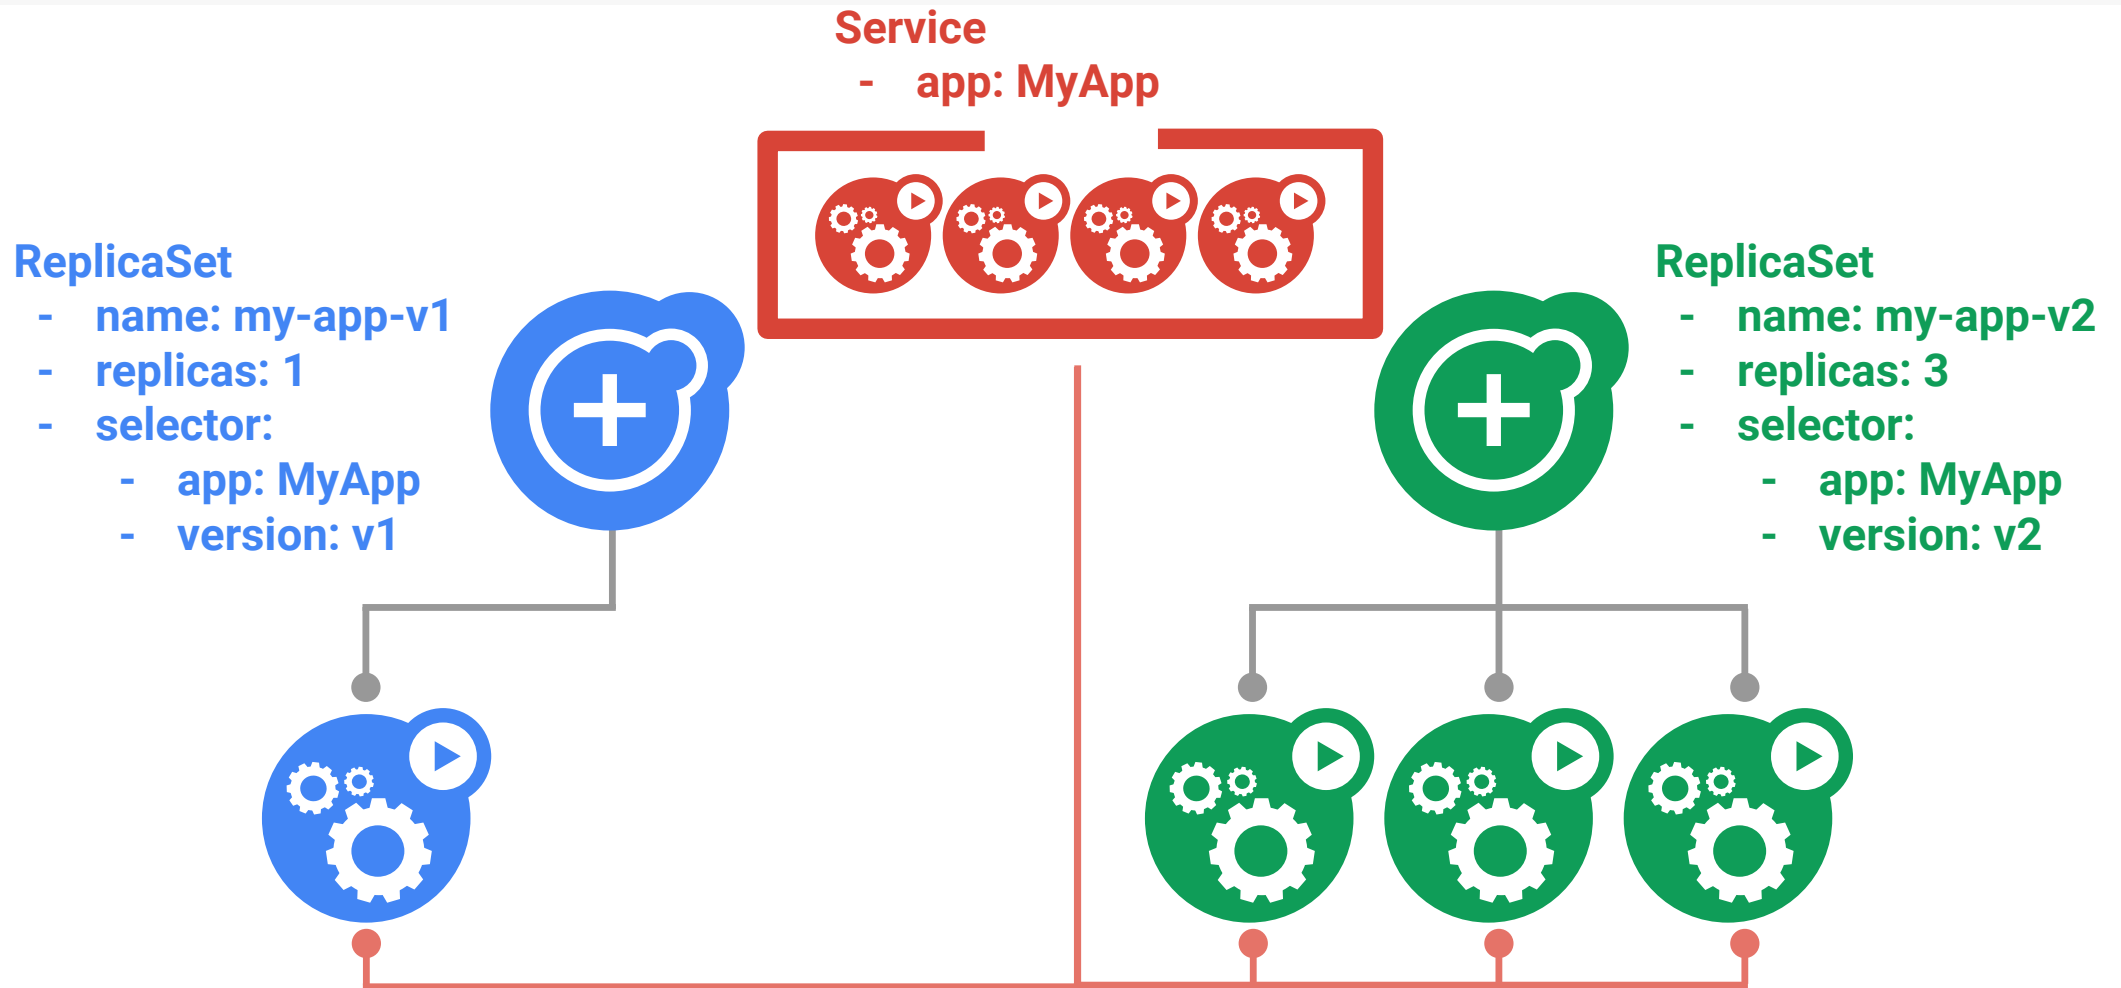 Service
- app: MyApp
ReplicaSet
- name: my-app-v1
- replicas: 1
- selector:
- app: MyApp
- version: v1
ReplicaSet
- name: my-app-v2
- replicas: 3
- selector:
- app: MyApp
- version: v2